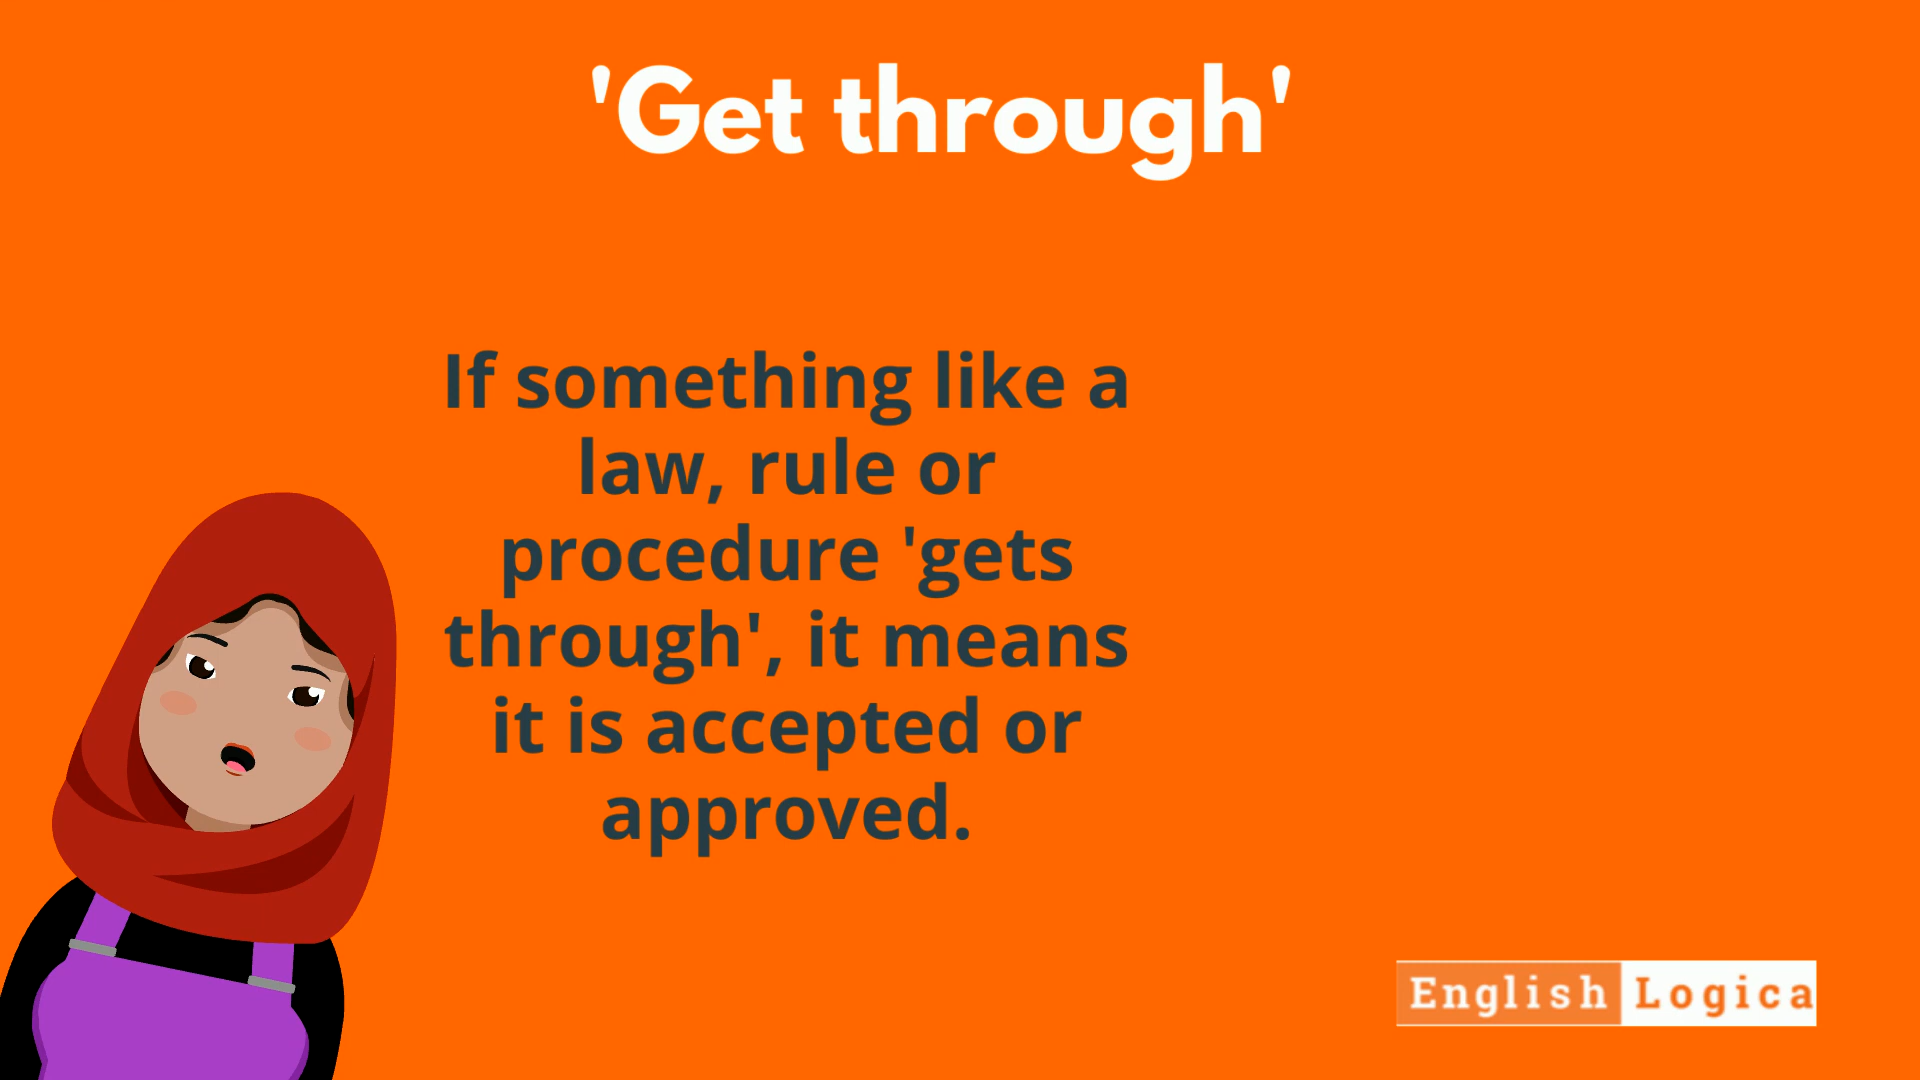 'Get through'
If something like a
law, rule or
procedure 'gets
through', it means
it is accepted or
approved.
English Logica